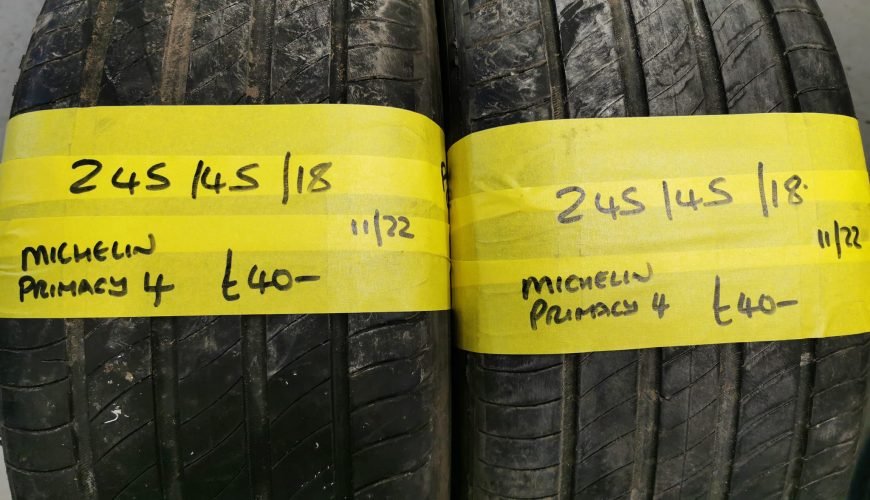 245/45/18
11/22
MICHELIN
PRIMACY 4 £40-
245/45/18
11/22
MICHELIN
PRIMACY 4 £40-